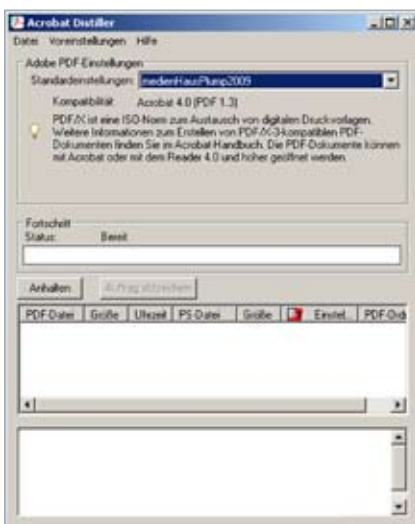 Acrobat Distiller
Datei Voreinstellungen Hilfe
Adobe PDF-Einstellungen
Standardeinstellungen: medienHausPlump2009
Kompatibilität: Acrobat 4.0 (PDF 1.3)
PDF/X ist eine ISO-Norm zum Austausch von digitalen Druckvorlagen.
Weitere Informationen zum Erstellen von PDF/X-3-kompatiblen PDF-
Dokumenten finden Sie im Acrobat Handbuch. Die PDF-Dokumente können
mit Acrobat oder mit dem Reader 4.0 und höher geöffnet werden.
Fortschritt
Status: Bereit
Anhalten Auftrag abbrechen
PDF-Datei Größe Uhrzeit PS-Datei Größe Einstel... PDF-Ord